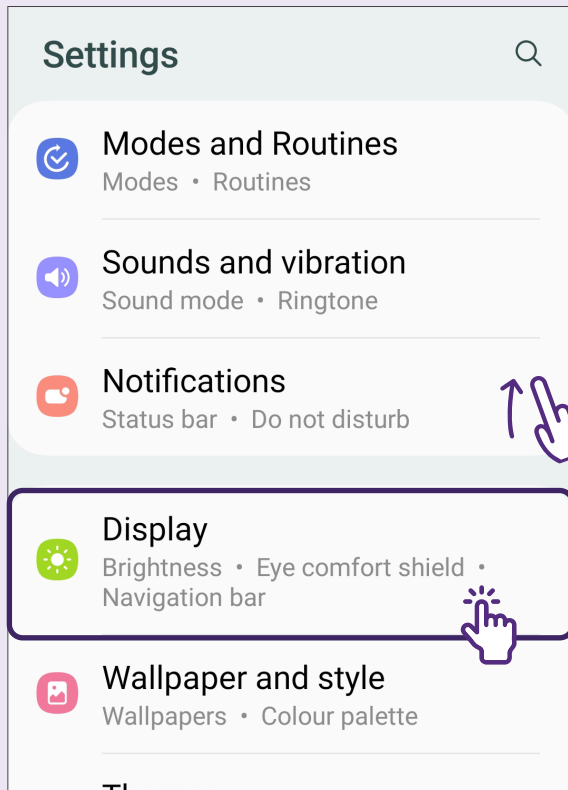 Settings
Modes and Routines
Modes • Routines
Sounds and vibration
Sound mode • Ringtone
Notifications
Status bar • Do not disturb
Display
Brightness • Eye comfort shield •
Navigation bar
Wallpaper and style
Wallpapers • Colour palette